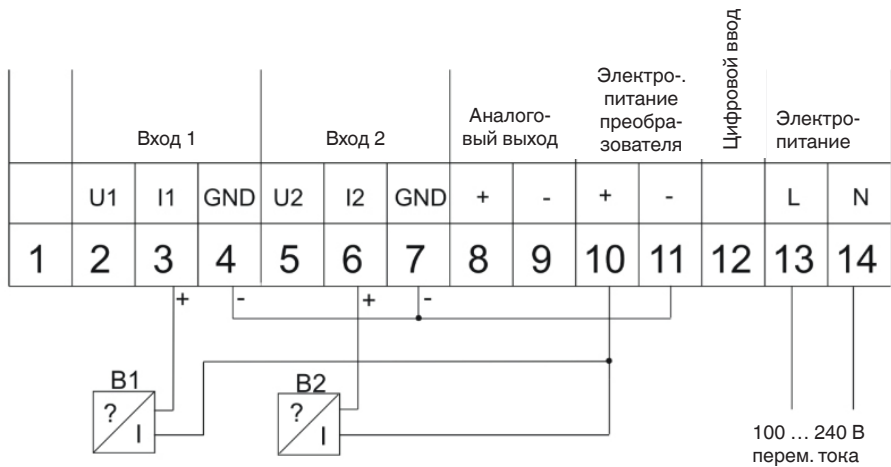 Цифровой ввод
Электро-.
питание
преобра-
зователя
Аналого-
вый выход
Электро-
питание
Вход 1
Вход 2
U1 I1 GND U2 I2 GND + - + - L N
1 2 3 4 5 6 7 8 9 10 11 12 13 14
+ - + -
B1 B2
? I ? I
100 … 240 В
перем. тока